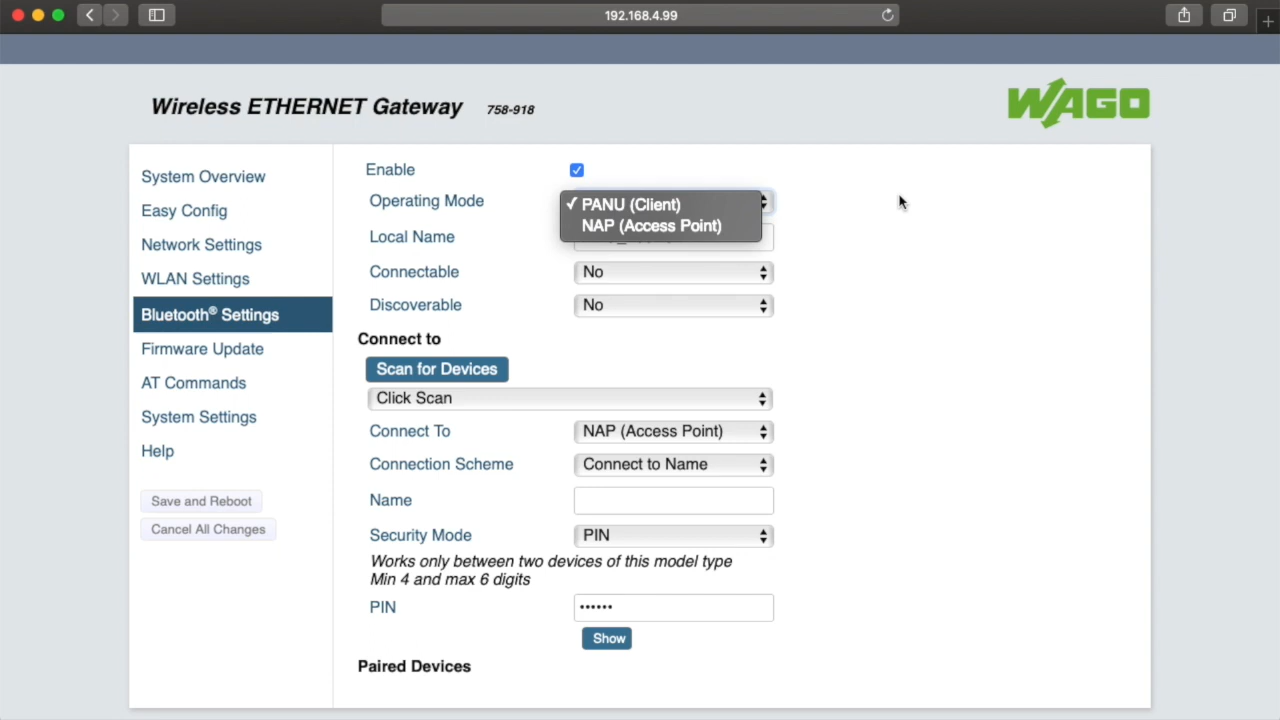 192.168.4.99
Wireless ETHERNET Gateway 758-918
WAGO
System Overview
Easy Config
Network Settings
WLAN Settings
Bluetooth® Settings
Firmware Update
AT Commands
System Settings
Help
Save and Reboot
Cancel All Changes
Enable
Operating Mode
✓ PANU (Client)
NAP (Access Point)
Local Name
Connectable No
Discoverable No
Connect to
Scan for Devices
Click Scan
Connect To NAP (Access Point)
Connection Scheme Connect to Name
Name
Security Mode PIN
Works only between two devices of this model type
Min 4 and max 6 digits
PIN ••••••
Show
Paired Devices